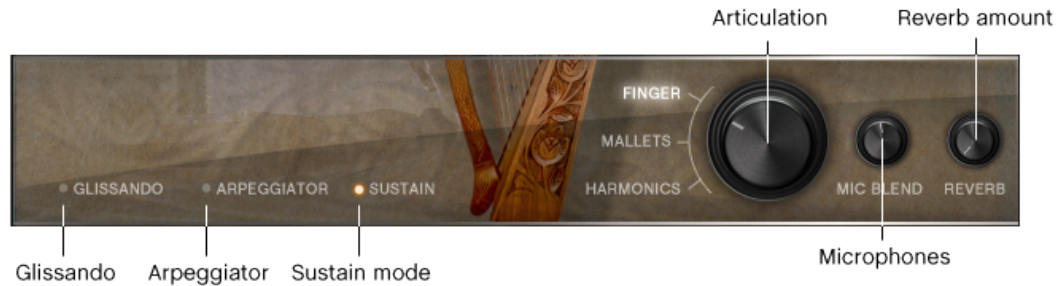 Articulation Reverb amount
FINGER
MALLETS
HARMONICS
GLISSANDO ARPEGGIATOR SUSTAIN MIC BLEND REVERB
Glissando Arpeggiator Sustain mode Microphones